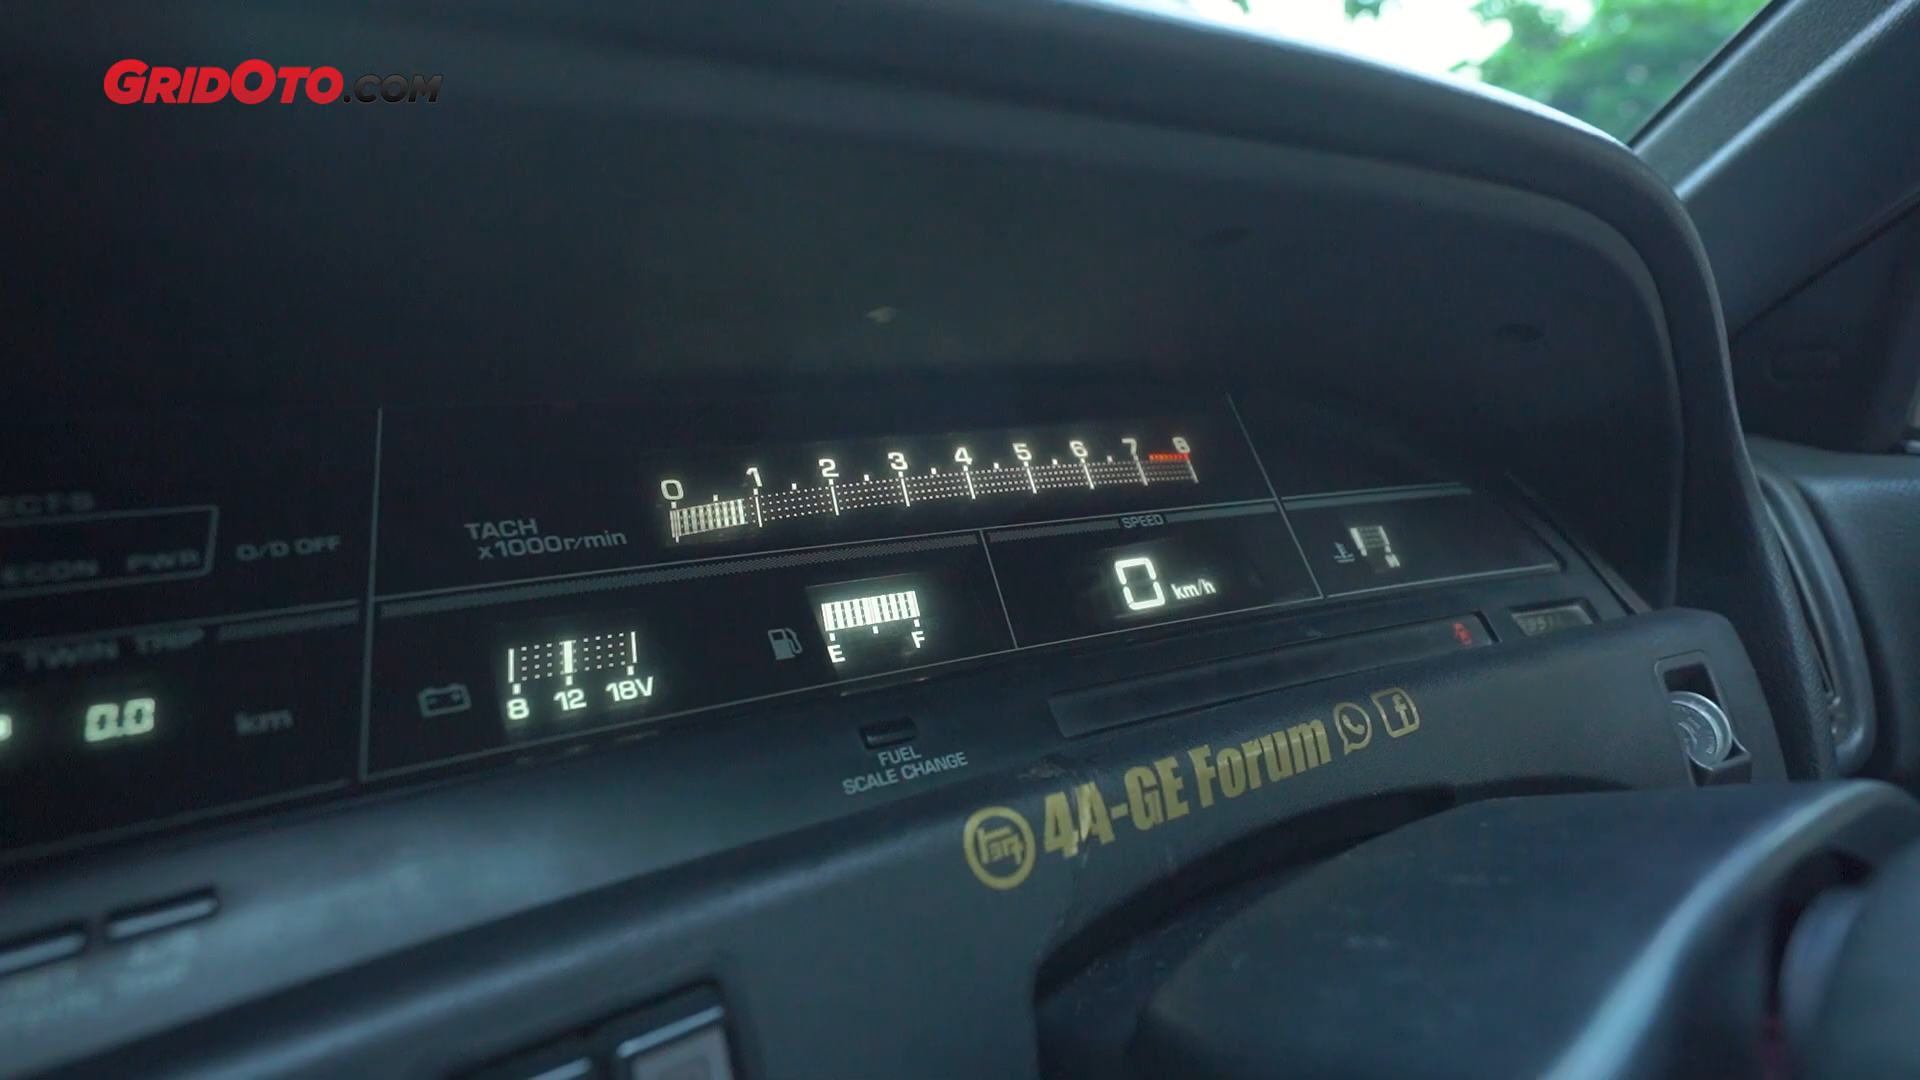 GRIDOTO.COM
0 1 2 3 4 5 6 7 8
TACH
x1000r/min
ECTS
ECON PWR O/D OFF
SPEED
0 km/h
TWIN TRIP
E F
8 12 18V
0.0 km
FUEL
SCALE CHANGE
4A-GE Forum